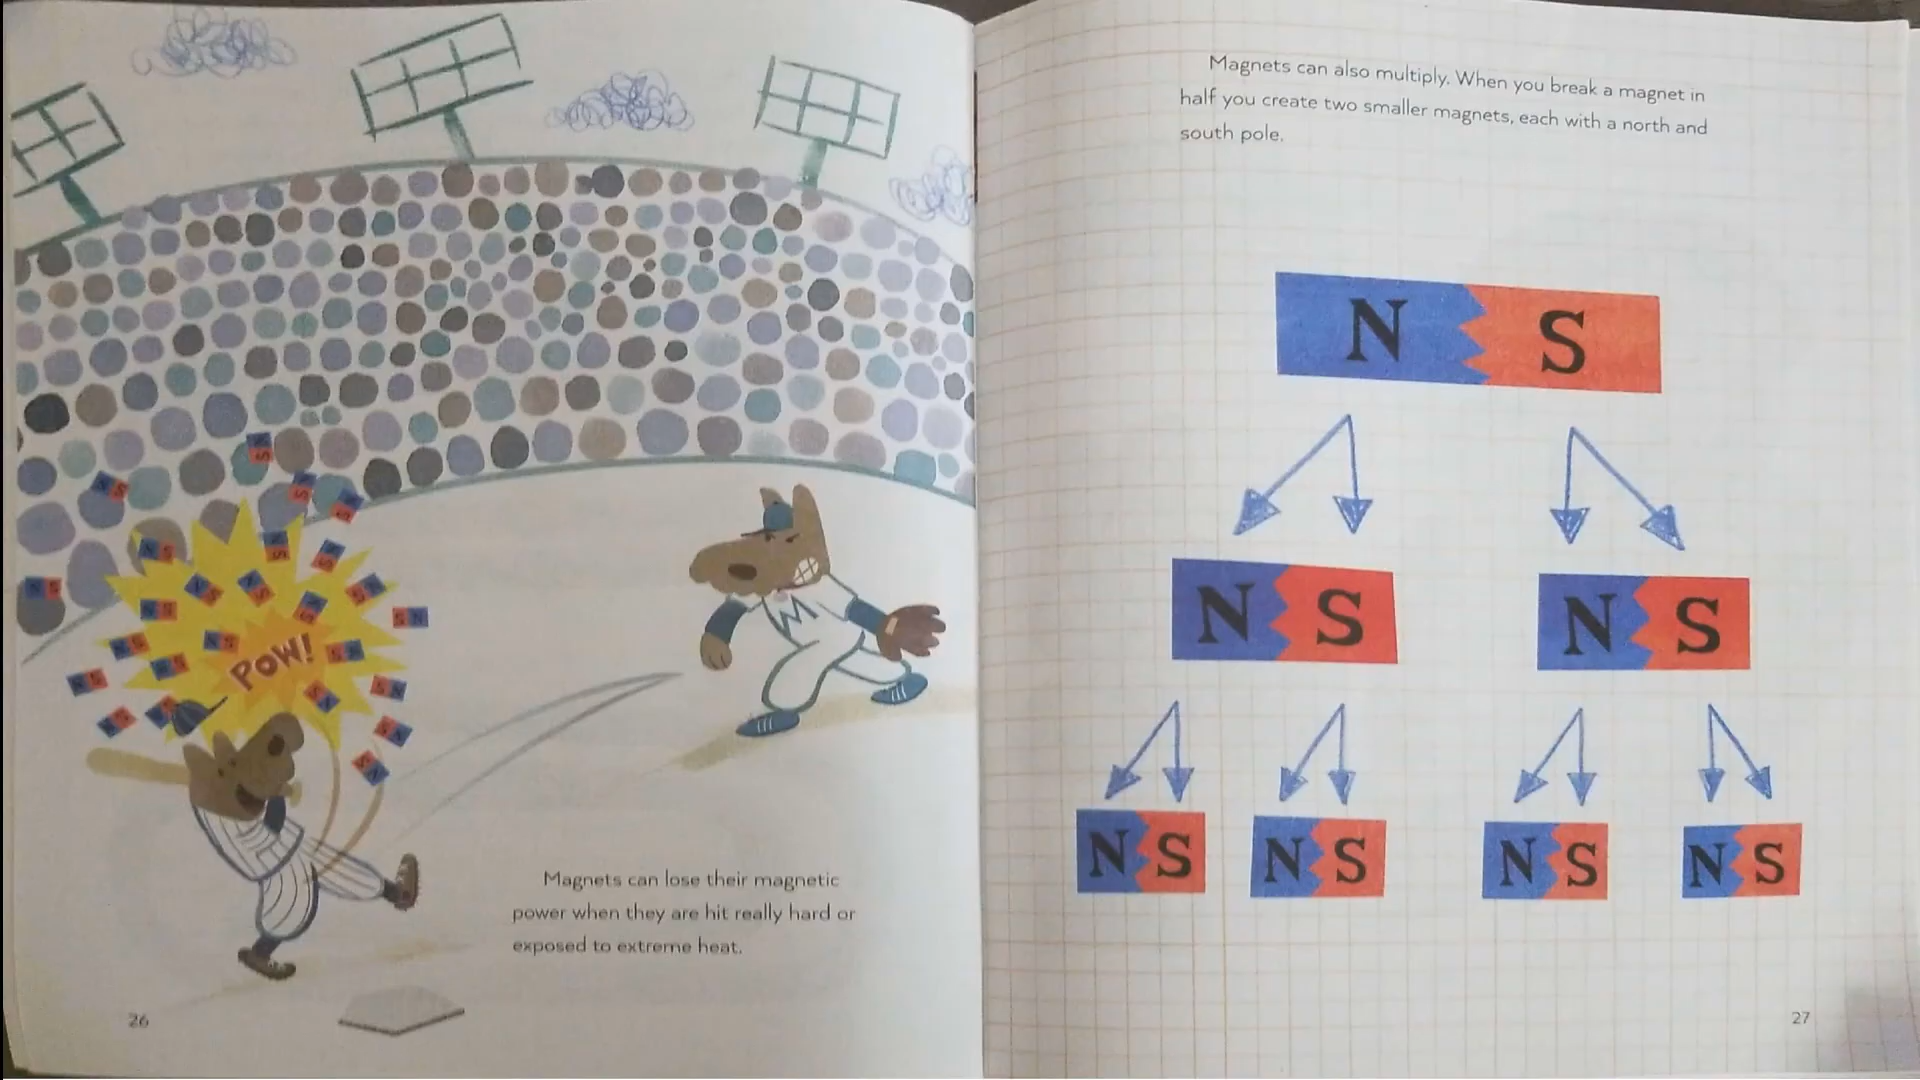 POW!
M
Magnets can lose their magnetic
power when they are hit really hard or
exposed to extreme heat.
26
Magnets can also multiply. When you break a magnet in
half you create two smaller magnets, each with a north and
south pole.
N S
N S N S
N S N S N S N S
27